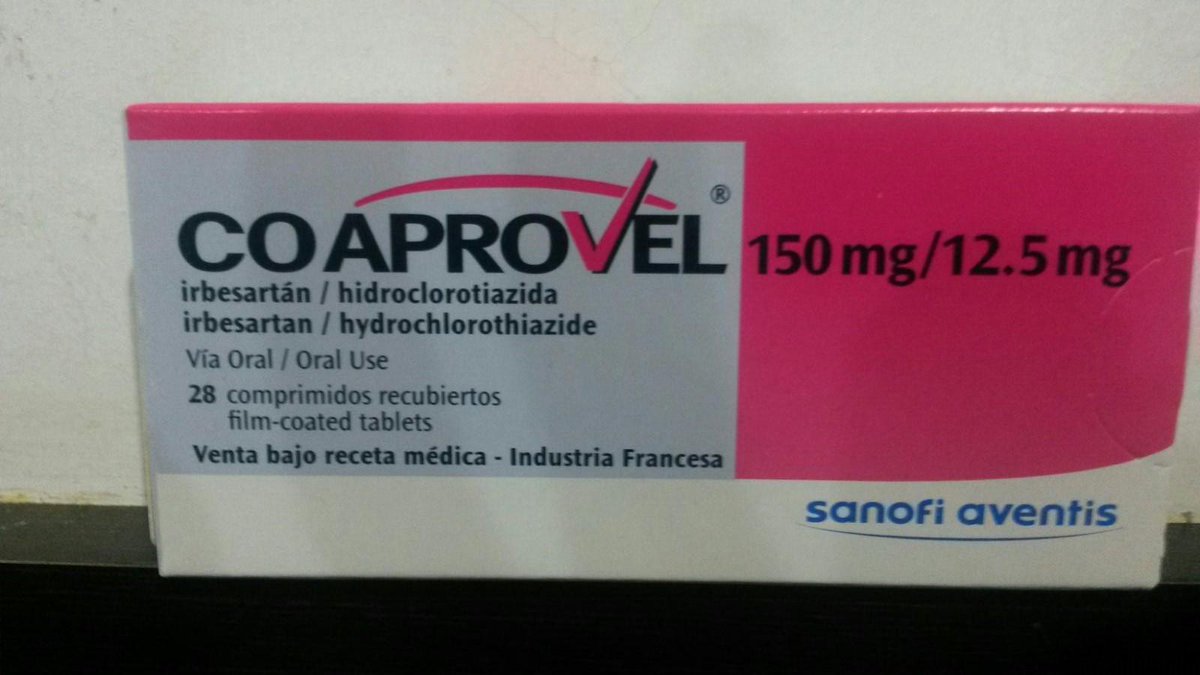 COAPROVEL®
150 mg/12.5 mg
irbesartán / hidroclorotiazida
irbesartan / hydrochlorothiazide
Vía Oral / Oral Use
28 comprimidos recubiertos
film-coated tablets
Venta bajo receta médica - Industria Francesa
sanofi aventis